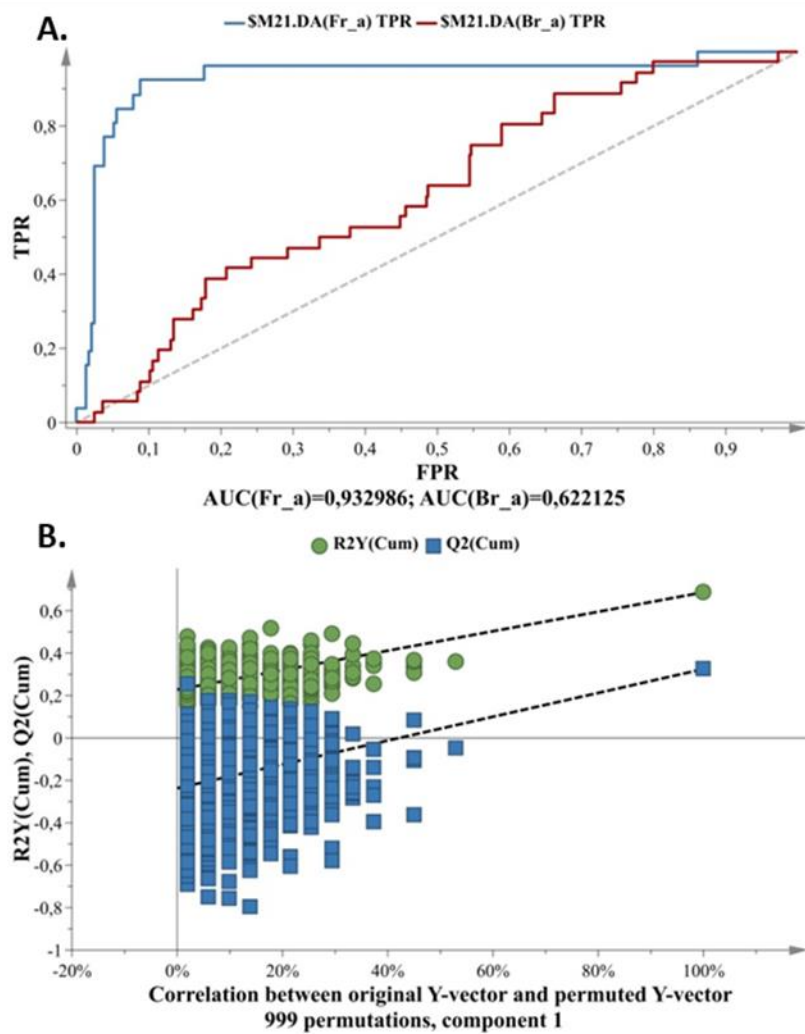 A.
$M21.DA(Fr_a) TPR $M21.DA(Br_a) TPR
TPR
0,8
0,6
0,4
0,2
0
0 0,1 0,2 0,3 0,4 0,5 0,6 0,7 0,8 0,9
FPR
AUC(Fr_a)=0,932986; AUC(Br_a)=0,622125
B.
R2Y(Cum) Q2(Cum)
R2Y(Cum), Q2(Cum)
0,6
0,4
0,2
0
-0,2
-0,4
-0,6
-0,8
-1
-20% 0% 20% 40% 60% 80% 100%
Correlation between original Y-vector and permuted Y-vector
999 permutations, component 1